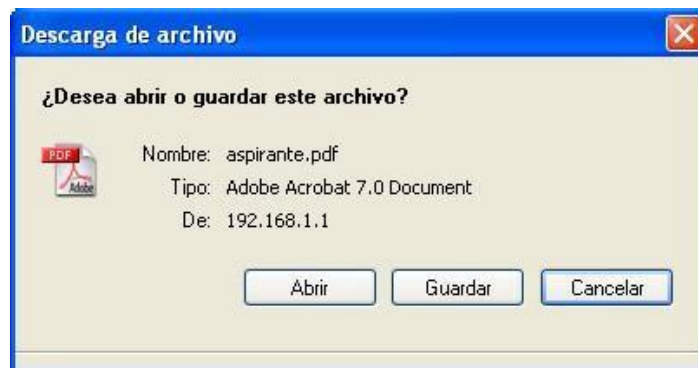 Descarga de archivo
¿Desea abrir o guardar este archivo?
PDF
Adobe
Nombre: aspirante.pdf
Tipo: Adobe Acrobat 7.0 Document
De: 192.168.1.1
Abrir Guardar Cancelar